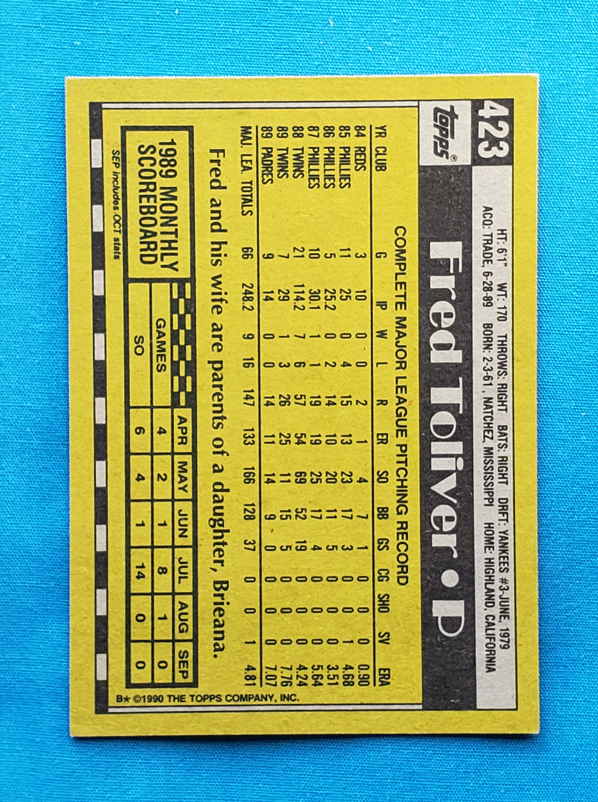 423
HT: 6'1" WT: 170 THROWS: RIGHT BATS: RIGHT DRFT: YANKEES #3-JUNE, 1979
ACQ: TRADE, 6-28-89 BORN: 2-3-61, NATCHEZ, MISSISSIPPI HOME: HIGHLAND, CALIFORNIA
TOPPS® Fred Toliver • P
COMPLETE MAJOR LEAGUE PITCHING RECORD
YR CLUB G IP W L R ER SO BB GS CG SHO SV ERA
84 REDS 3 10 0 0 2 1 4 7 1 0 0 0 0.90
85 PHILLIES 11 25 0 4 15 13 23 17 3 0 0 1 4.68
86 PHILLIES 5 25.2 0 2 14 10 20 11 5 0 0 0 3.51
87 PHILLIES 10 30.1 1 1 19 19 25 17 4 0 0 0 5.64
88 TWINS 21 114.2 7 6 57 54 69 52 19 0 0 0 4.24
89 TWINS 7 29 1 3 26 25 11 15 5 0 0 0 7.76
89 PADRES 9 14 0 0 14 11 14 9 0 0 0 0 7.07
MAJ. LEA. TOTALS 66 248.2 9 16 147 133 166 128 37 0 0 1 4.81
Fred and his wife are parents of a daughter, Brieana.
1989 MONTHLY
SCOREBOARD
APR MAY JUN JUL AUG SEP
GAMES 4 2 1 8 1 0
SO 6 4 1 14 0 0
SEP includes OCT stats
B* ©1990 THE TOPPS COMPANY, INC.